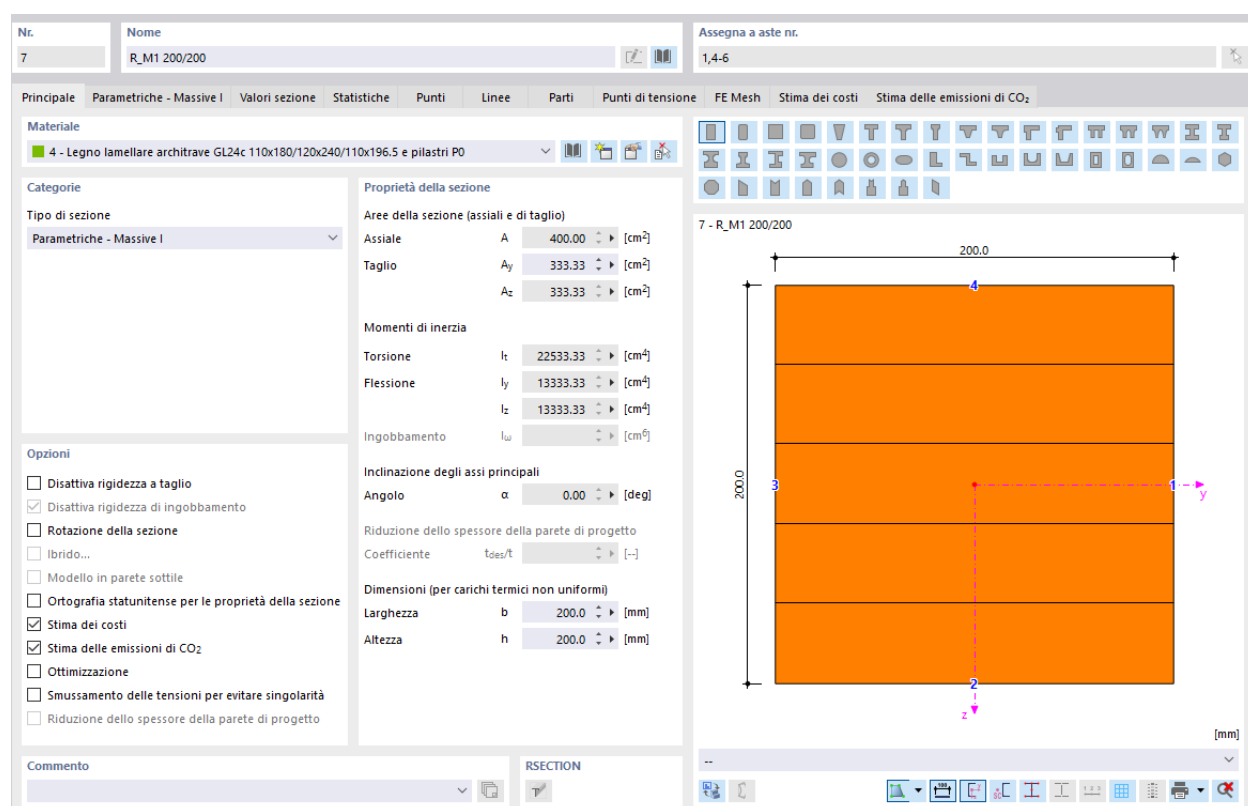 Nr.
Nome
Assegna a aste nr.
7
R_M1 200/200
1,4-6
Principale Parametriche - Massive I Valori sezione Statistiche Punti Linee Parti Punti di tensione FE Mesh Stima dei costi Stima delle emissioni di CO₂
Materiale
4 - Legno lamellare architrave GL24c 110x180/120x240/110x196.5 e pilastri P0
Categorie
Tipo di sezione
Parametriche - Massive I
Opzioni
Disattiva rigidezza a taglio
Disattiva rigidezza di ingobbamento
Rotazione della sezione
Ibrido...
Modello in parete sottile
Ortografia statunitense per le proprietà della sezione
Stima dei costi
Stima delle emissioni di CO₂
Ottimizzazione
Smussamento delle tensioni per evitare singolarità
Riduzione dello spessore della parete di progetto
Proprietà della sezione
Aree della sezione (assiali e di taglio)
Assiale A 400.00 [cm²]
Taglio Ay 333.33 [cm²]
Az 333.33 [cm²]
Momenti di inerzia
Torsione It 22533.33 [cm⁴]
Flessione Iy 13333.33 [cm⁴]
Iz 13333.33 [cm⁴]
Ingobbamento Iω [cm⁶]
Inclinazione degli assi principali
Angolo α 0.00 [deg]
Riduzione dello spessore della parete di progetto
Coefficiente tdes/t [--]
Dimensioni (per carichi termici non uniformi)
Larghezza b 200.0 [mm]
Altezza h 200.0 [mm]
7 - R_M1 200/200
200.0
4
200.0
3
1
y
2
z
[mm]
--
Commento
RSECTION